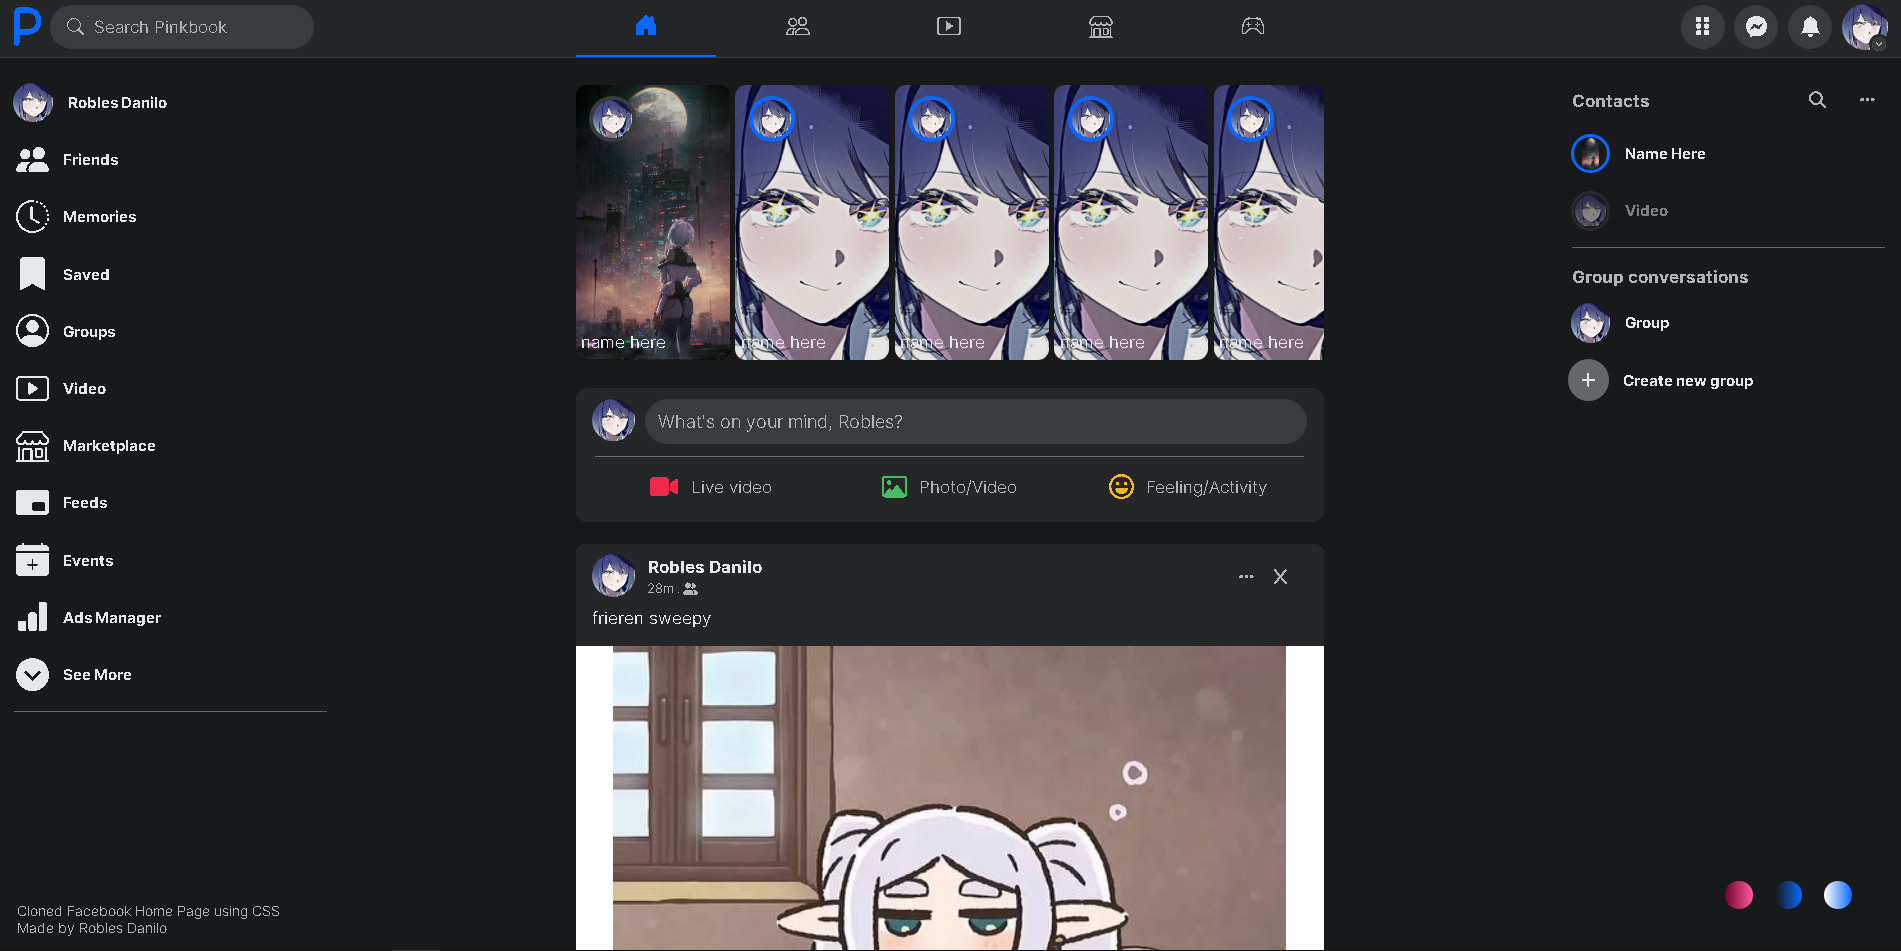 P
Search Pinkbook
Robles Danilo
Friends
Memories
Saved
Groups
Video
Marketplace
Feeds
Events
Ads Manager
See More
Cloned Facebook Home Page using CSS
Made by Robles Danilo
name here
name here
name here
name here
name here
What's on your mind, Robles?
Live video
Photo/Video
Feeling/Activity
Robles Danilo
28m .
frieren sweepy
Contacts
Name Here
Video
Group conversations
Group
Create new group